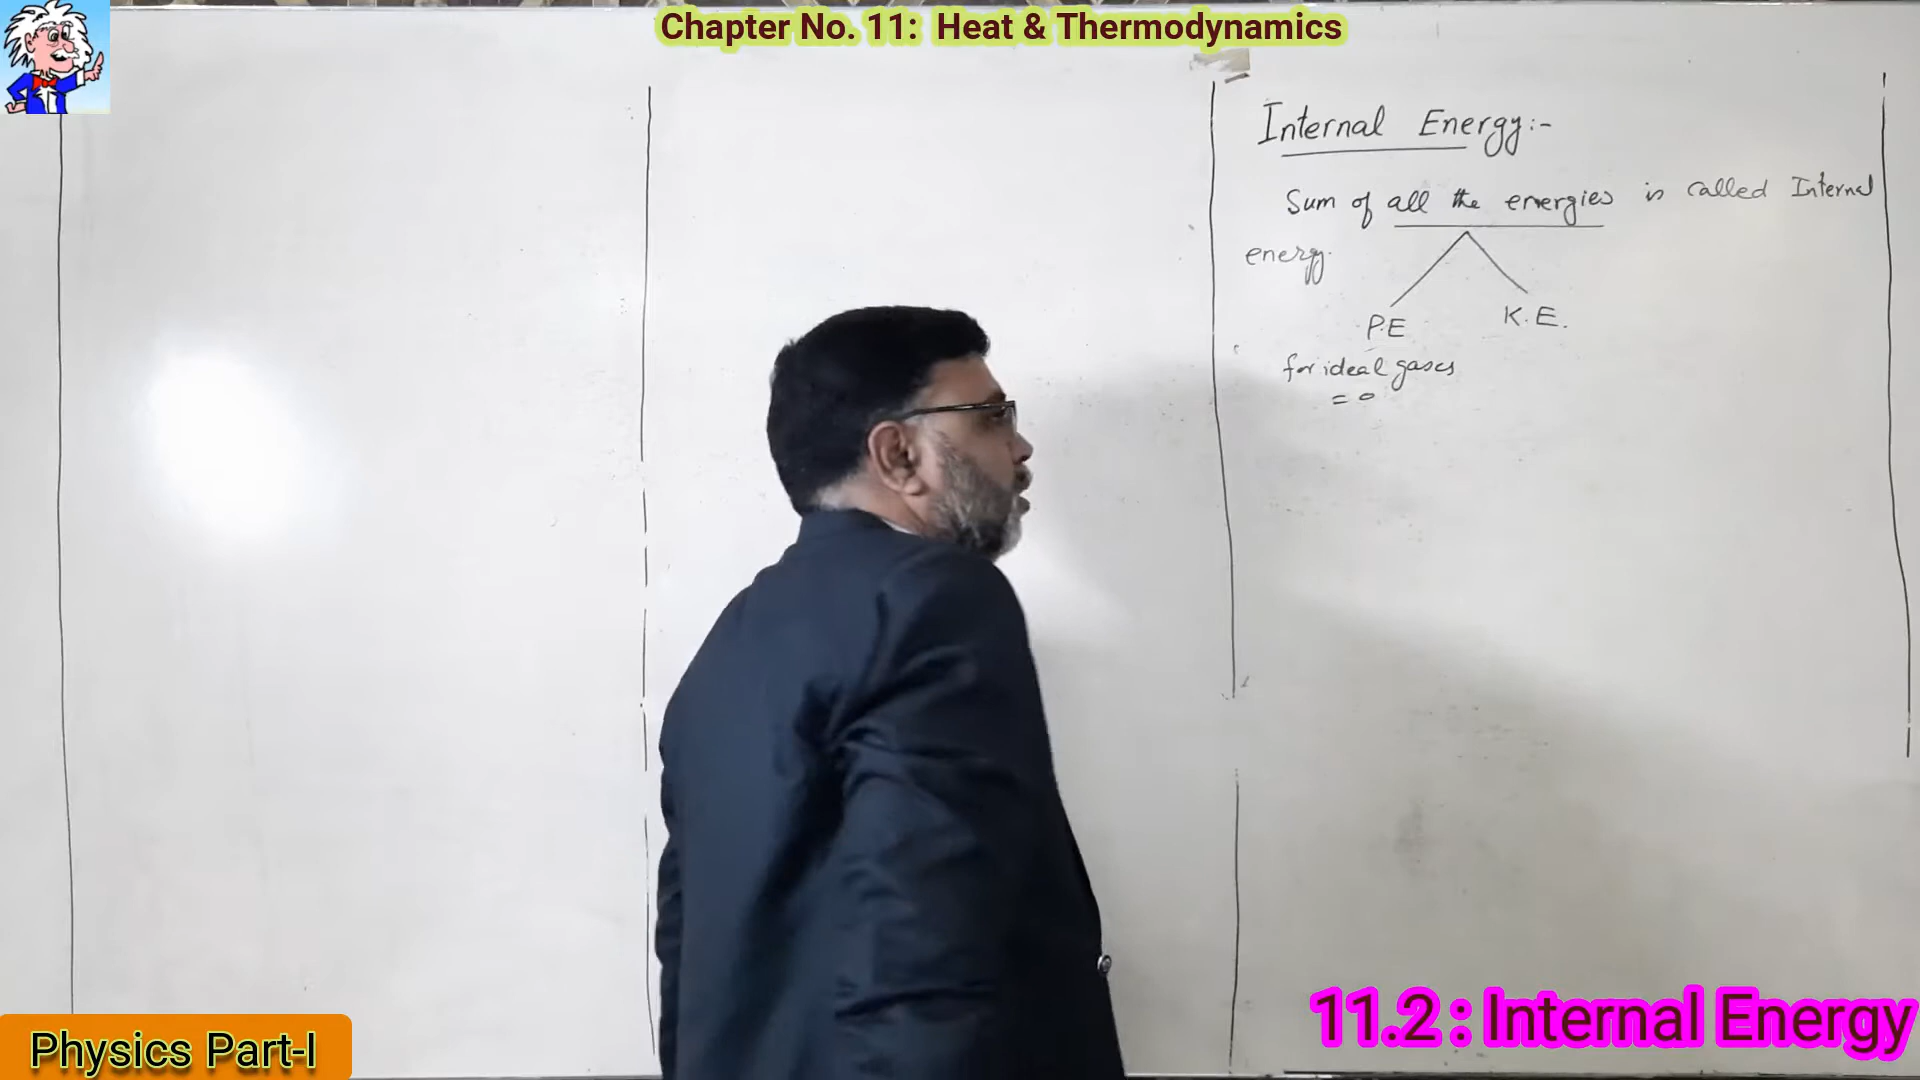 Chapter No. 11: Heat & Thermodynamics
Internal Energy:-
Sum of all the energies is called Internal
energy.
P.E K.E.
for ideal gases
= 0
11.2 : Internal Energy
Physics Part-I